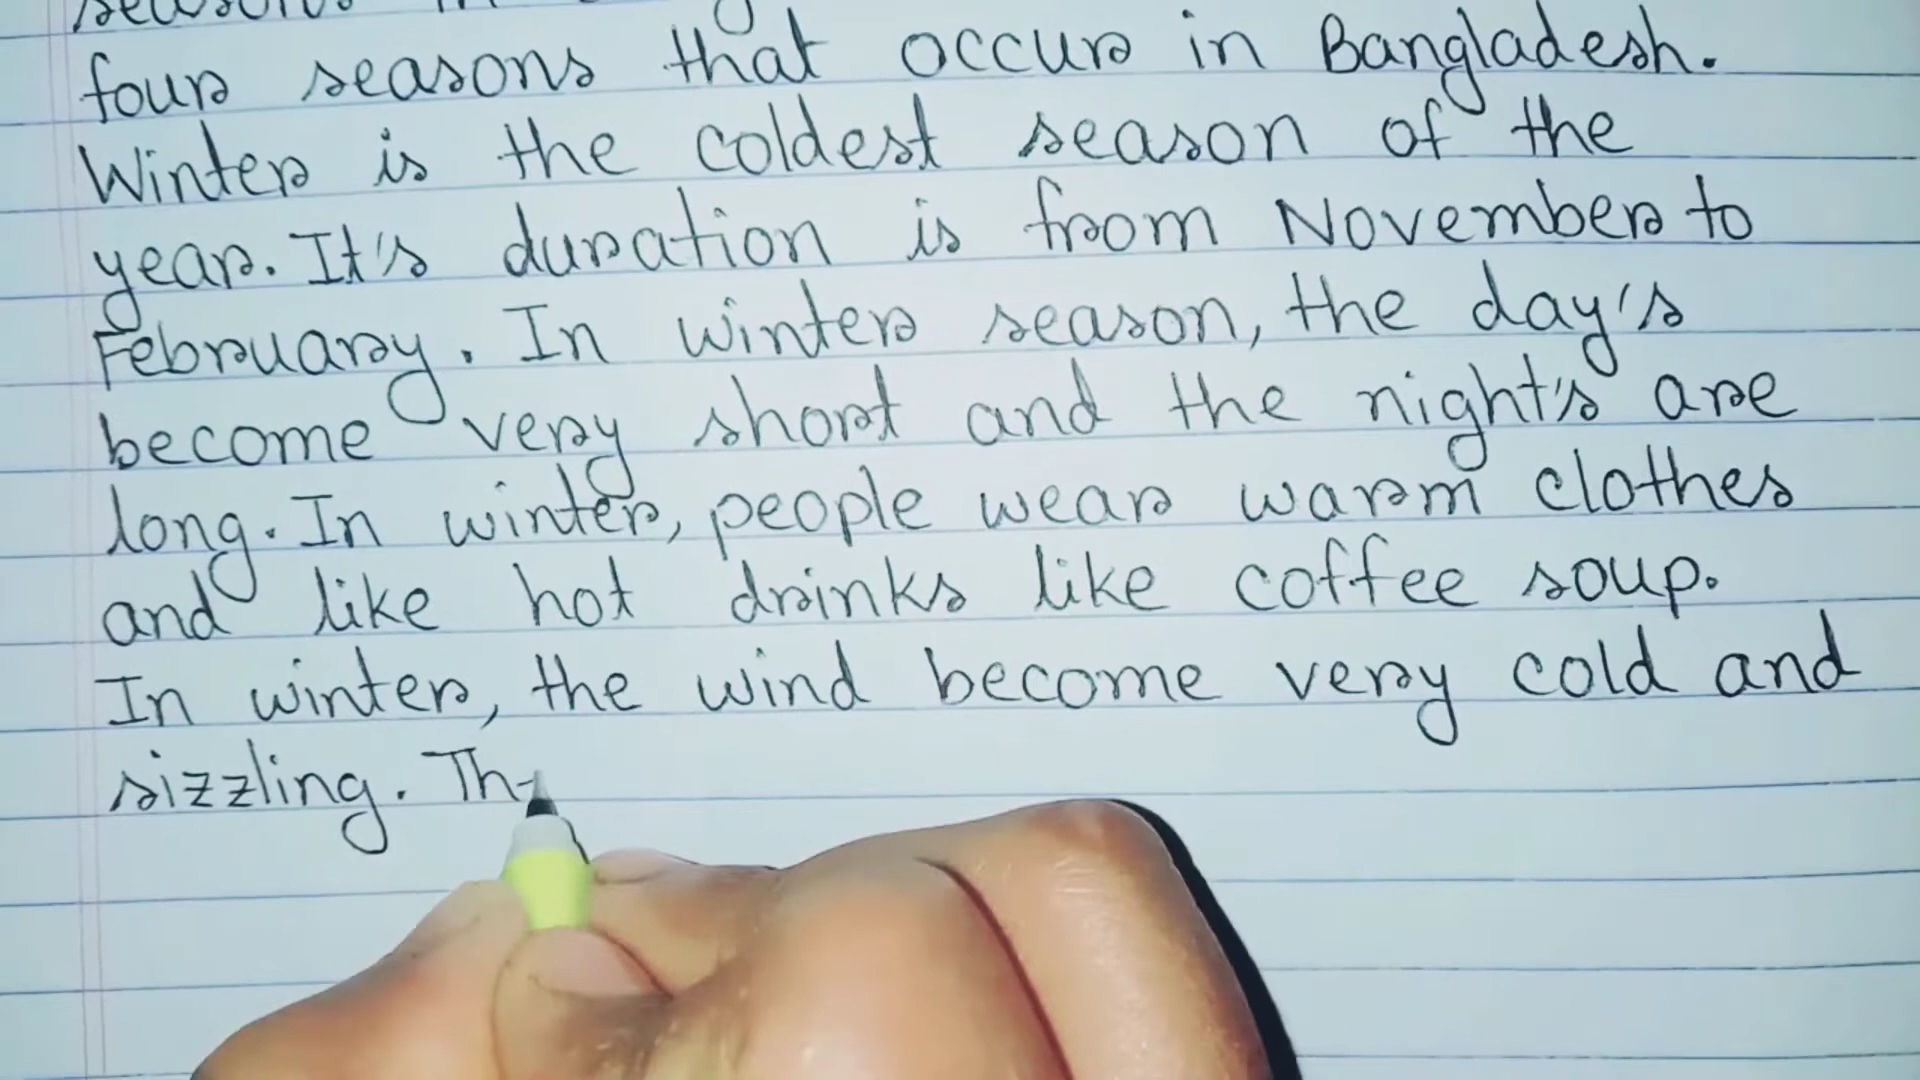 seasons in
four seasons that occur in Bangladesh.
Winter is the coldest season of the
year. It's duration is from November to
February. In winter season, the day's
become very short and the night's are
long. In winter, people wear warm clothes
and like hot drinks like coffee soup.
In winter, the wind become very cold and
sizzling. Th